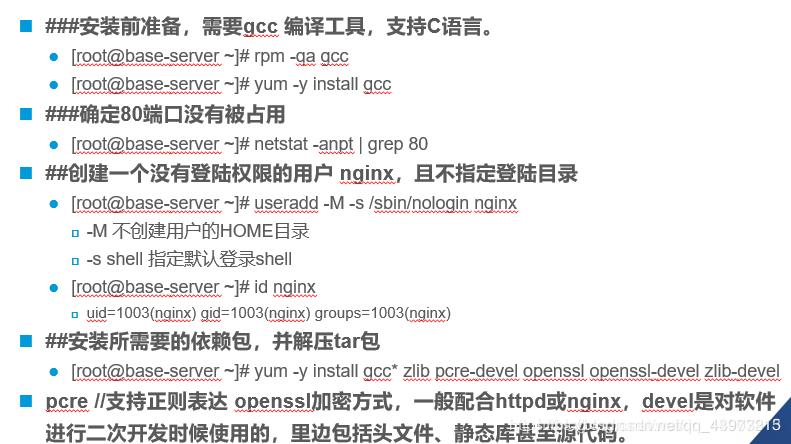 ###安装前准备，需要gcc 编译工具，支持C语言。
[root@base-server ~]# rpm -qa gcc
[root@base-server ~]# yum -y install gcc
###确定80端口没有被占用
[root@base-server ~]# netstat -anpt | grep 80
##创建一个没有登陆权限的用户 nginx，且不指定登陆目录
[root@base-server ~]# useradd -M -s /sbin/nologin nginx
-M 不创建用户的HOME目录
-s shell 指定默认登录shell
[root@base-server ~]# id nginx
uid=1003(nginx) gid=1003(nginx) groups=1003(nginx)
##安装所需要的依赖包，并解压tar包
[root@base-server ~]# yum -y install gcc* zlib pcre-devel openssl openssl-devel zlib-devel
pcre //支持正则表达 openssl加密方式，一般配合httpd或nginx，devel是对软件
进行二次开发时候使用的，里边包括头文件、静态库甚至源代码。